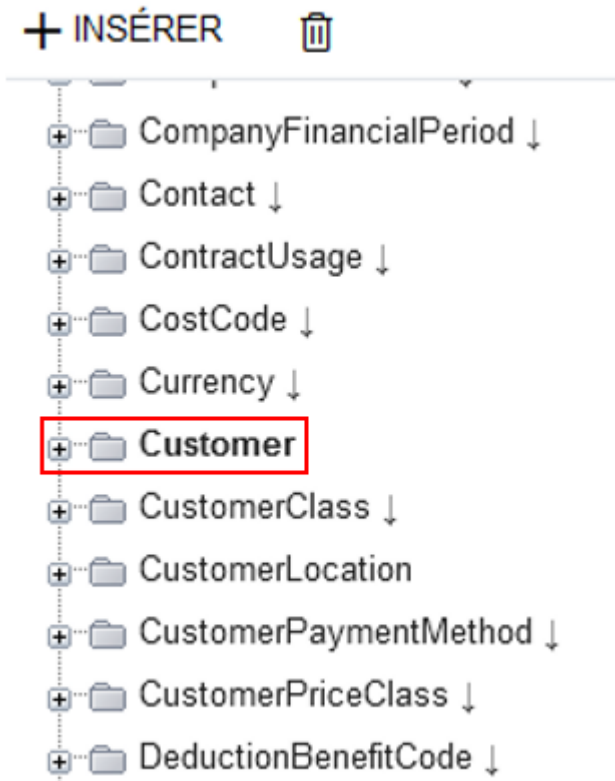 + INSÉRER
CompanyFinancialPeriod ↓
Contact ↓
ContractUsage ↓
CostCode ↓
Currency ↓
Customer
CustomerClass ↓
CustomerLocation
CustomerPaymentMethod ↓
CustomerPriceClass ↓
DeductionBenefitCode ↓